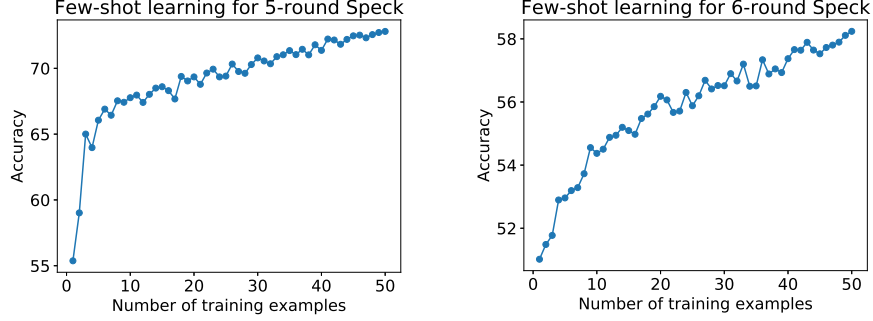 Few-shot learning for 5-round Speck
Accuracy
70
65
60
55
0 10 20 30 40 50
Number of training examples
Few-shot learning for 6-round Speck
Accuracy
58
56
54
52
0 10 20 30 40 50
Number of training examples